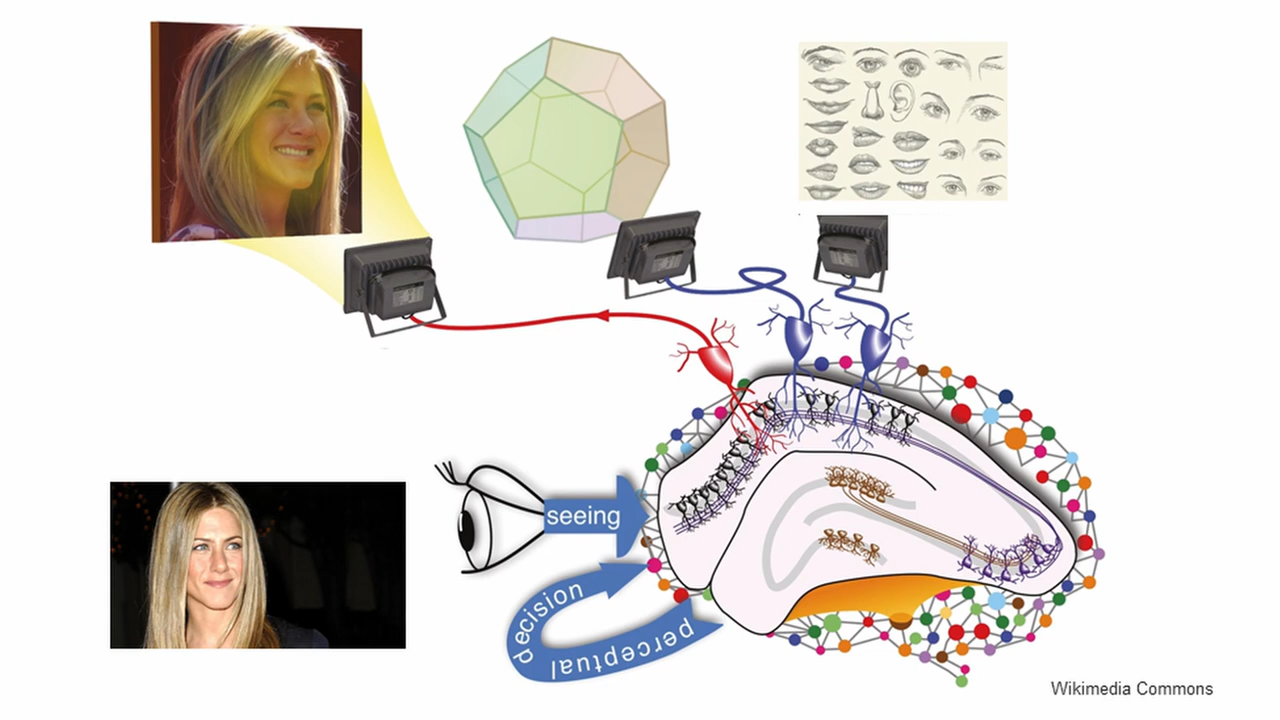 seeing
decision
perceptual
Wikimedia Commons